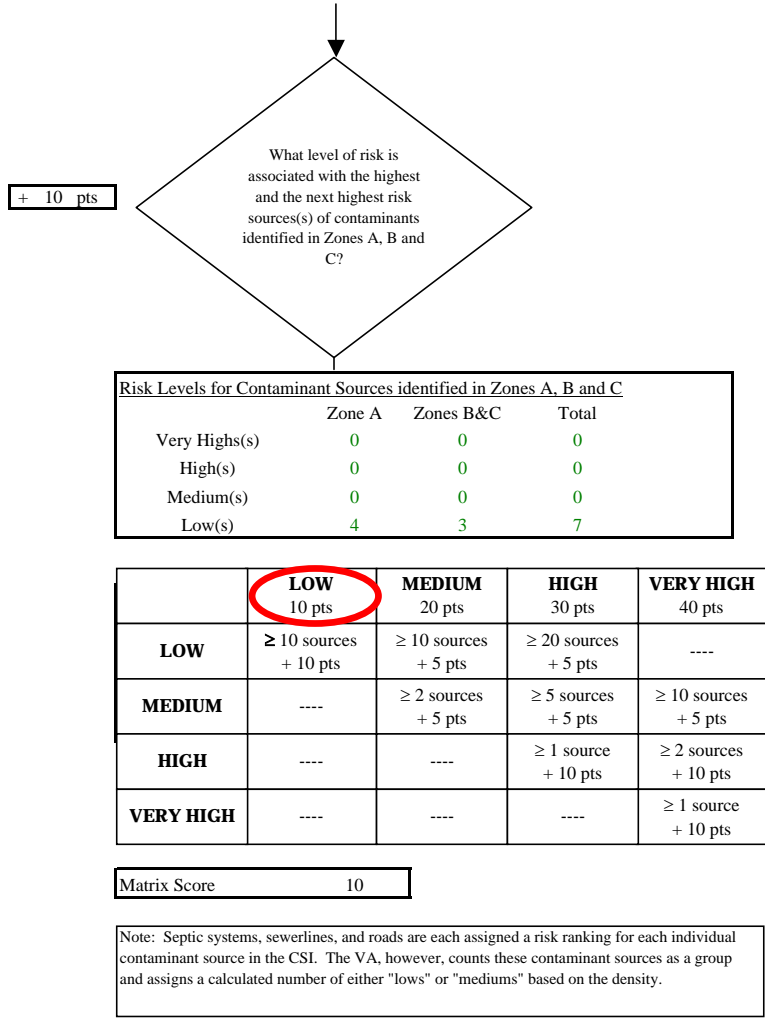 What level of risk is
associated with the highest
and the next highest risk
sources(s) of contaminants
identified in Zones A, B and
C?
+ 10 pts
Risk Levels for Contaminant Sources identified in Zones A, B and C
Zone A Zones B&C Total
Very Highs(s) 0 0 0
High(s) 0 0 0
Medium(s) 0 0 0
Low(s) 4 3 7
LOW MEDIUM HIGH VERY HIGH
10 pts 20 pts 30 pts 40 pts
LOW ≥ 10 sources + 10 pts ≥ 10 sources + 5 pts ≥ 20 sources + 5 pts ----
MEDIUM ---- ≥ 2 sources + 5 pts ≥ 5 sources + 5 pts ≥ 10 sources + 5 pts
HIGH ---- ---- ≥ 1 source + 10 pts ≥ 2 sources + 10 pts
VERY HIGH ---- ---- ---- ≥ 1 source + 10 pts
Matrix Score 10
Note: Septic systems, sewerlines, and roads are each assigned a risk ranking for each individual
contaminant source in the CSI. The VA, however, counts these contaminant sources as a group
and assigns a calculated number of either "lows" or "mediums" based on the density.